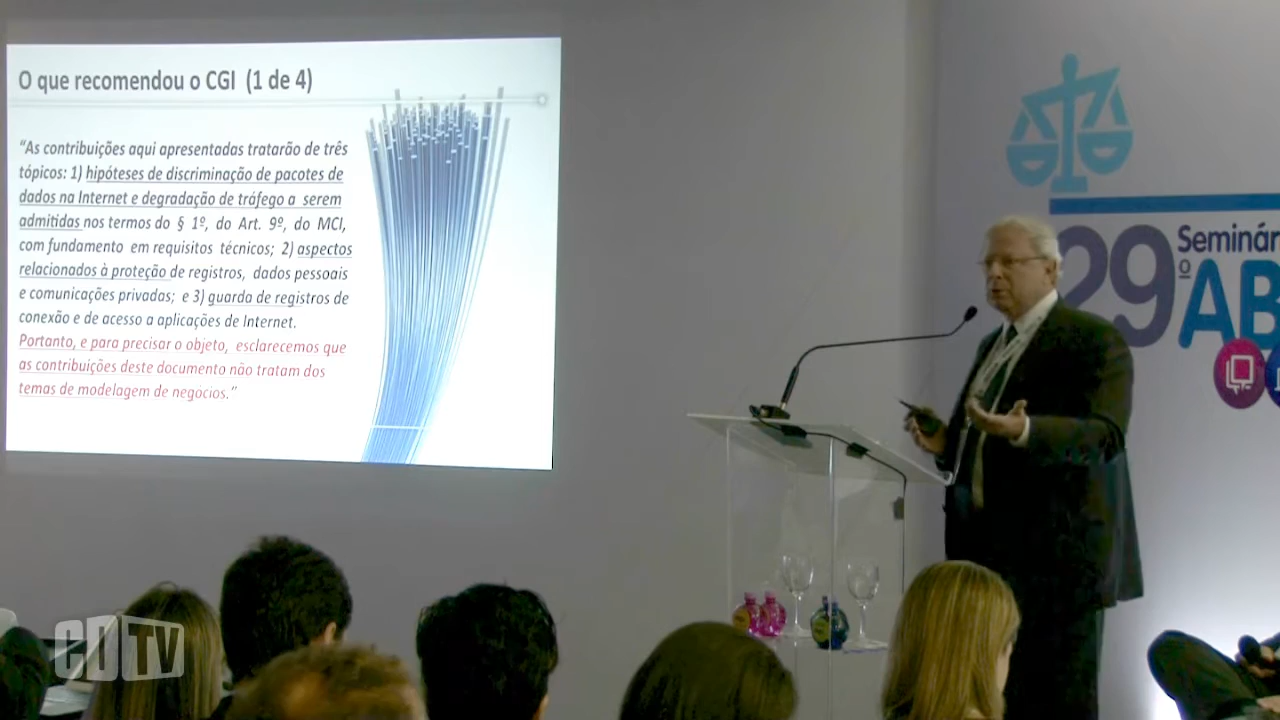 O que recomendou o CGI (1 de 4)
“As contribuições aqui apresentadas tratarão de três
tópicos: 1) hipóteses de discriminação de pacotes de
dados na Internet e degradação de tráfego a serem
admitidas nos termos do § 1º, do Art. 9º, do MCI,
com fundamento em requisitos técnicos; 2) aspectos
relacionados à proteção de registros, dados pessoais
e comunicações privadas; e 3) guarda de registros de
conexão e de acesso a aplicações de Internet.
Portanto, e para precisar o objeto, esclarecemos que
as contribuições deste documento não tratam dos
temas de modelagem de negócios.”
29º
Seminár
AB
CDTV